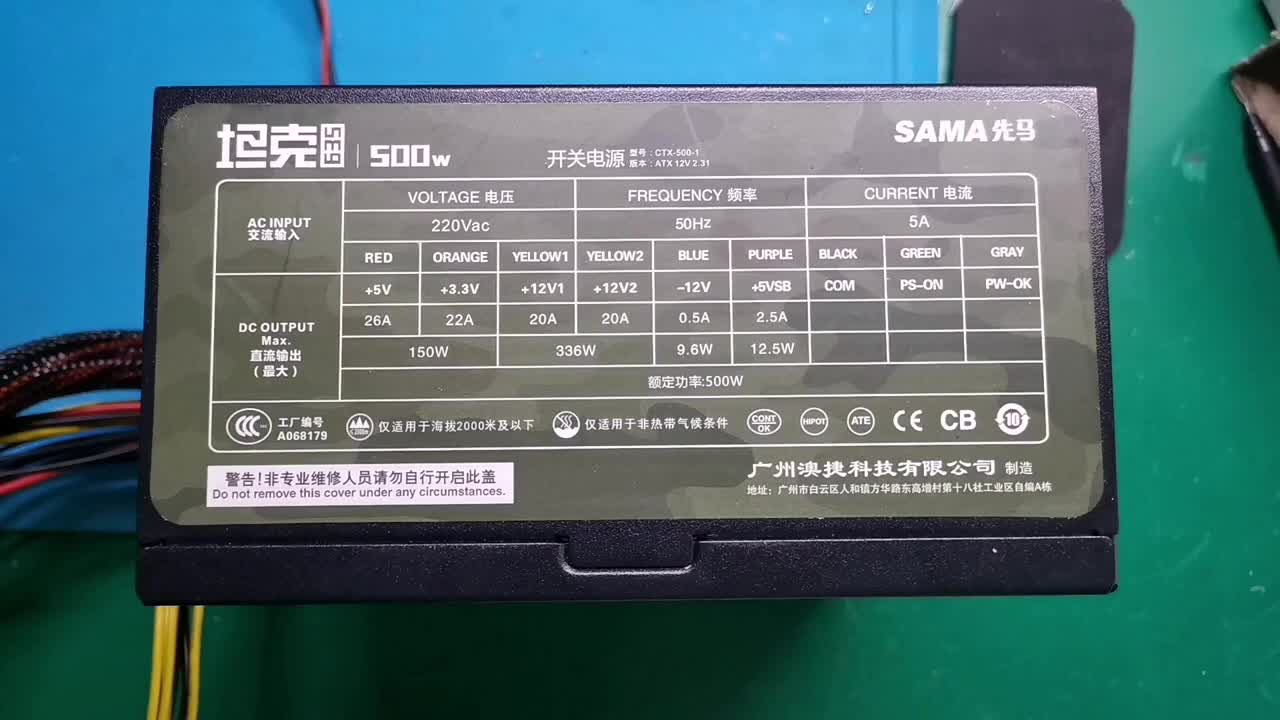 坦克 635 500w
开关电源 型号:CTX-500-1
版本:ATX 12V 2.31
SAMA 先马
AC INPUT
交流输入
VOLTAGE 电压 FREQUENCY 频率 CURRENT 电流
220Vac 50Hz 5A
RED ORANGE YELLOW1 YELLOW2 BLUE PURPLE BLACK GREEN GRAY
DC OUTPUT
Max.
直流输出
(最大)
+5V +3.3V +12V1 +12V2 -12V +5VSB COM PS-ON PW-OK
26A 22A 20A 20A 0.5A 2.5A
150W 336W 9.6W 12.5W
额定功率:500W
CCC 工厂编号
A068179
≤2000m 仅适用于海拔2000米及以下
仅适用于非热带气候条件
CONT
OK
HIPOT
ATE
CE
CB
10
警告!非专业维修人员请勿自行开启此盖
Do not remove this cover under any circumstances.
广州澳捷科技有限公司 制造
地址:广州市白云区人和镇方华路东高增村第十八社工业区自编A栋